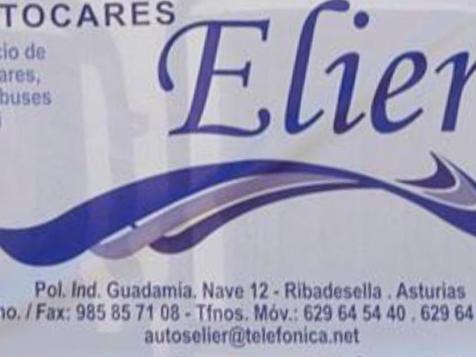 TOCARES
Elier
cio de
ares,
buses
Pol. Ind. Guadamía. Nave 12 - Ribadesella . Asturias
no. / Fax: 985 85 71 08 - Tfnos. Móv.: 629 64 54 40 . 629 64
autoselier@telefonica.net